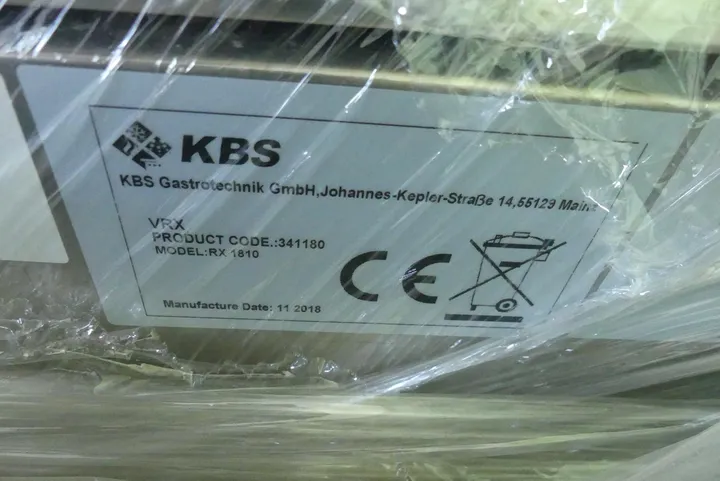 KBS
KBS Gastrotechnik GmbH,Johannes-Kepler-Straße 14,55129 Mainz
VRX
PRODUCT CODE.:341180
MODEL:RX 1810
CE
Manufacture Date: 11 2018